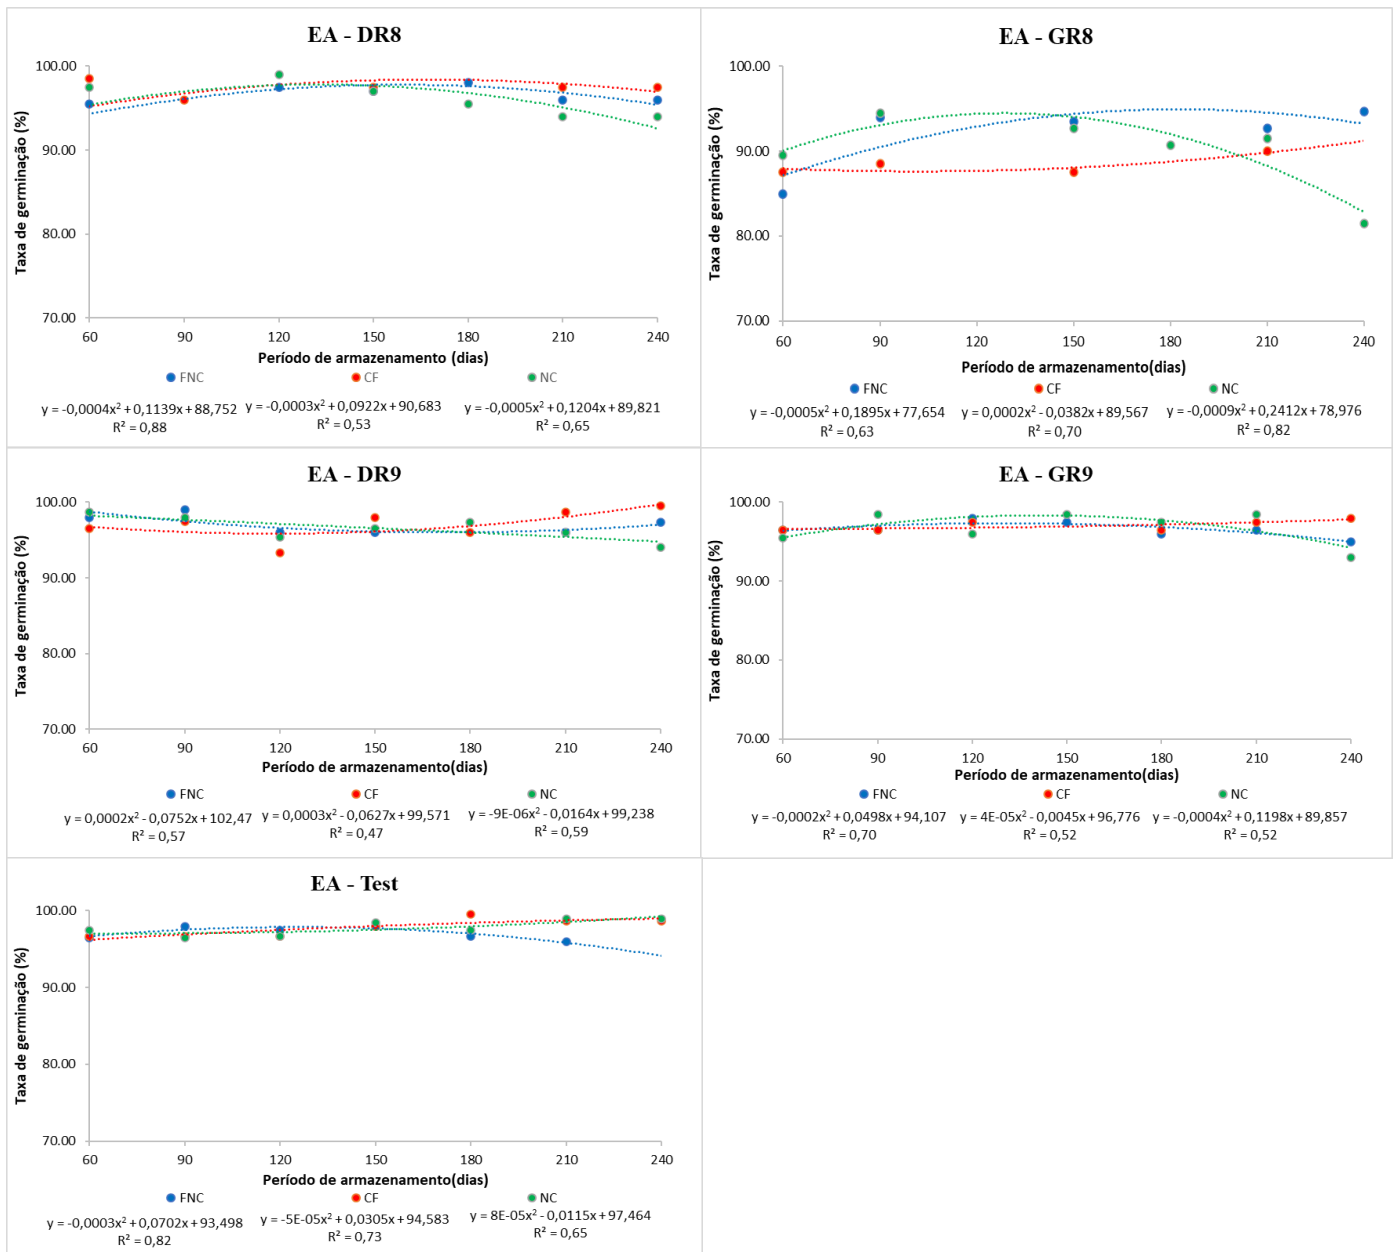 EA - DR8
Taxa de germinação (%)
100.00
90.00
80.00
70.00
60 90 120 150 180 210 240
Período de armazenamento (dias)
FNC CF NC
y = -0,0004x² + 0,1139x + 88,752
R² = 0,88
y = -0,0003x² + 0,0922x + 90,683
R² = 0,53
y = -0,0005x² + 0,1204x + 89,821
R² = 0,65
EA - GR8
Taxa de germinação (%)
100.00
90.00
80.00
70.00
60 90 120 150 180 210 240
Período de armazenamento(dias)
FNC CF NC
y = -0,0005x² + 0,1895x + 77,654
R² = 0,63
y = 0,0002x² - 0,0382x + 89,567
R² = 0,70
y = -0,0009x² + 0,2412x + 78,976
R² = 0,82
EA - DR9
Taxa de germinação (%)
100.00
90.00
80.00
70.00
60 90 120 150 180 210 240
Período de armazenamento(dias)
FNC CF NC
y = 0,0002x² - 0,0752x + 102,47
R² = 0,57
y = 0,0003x² - 0,0627x + 99,571
R² = 0,47
y = -9E-06x² - 0,0164x + 99,238
R² = 0,59
EA - GR9
Taxa de germinação (%)
100.00
90.00
80.00
70.00
60 90 120 150 180 210 240
Período de armazenamento(dias)
FNC CF NC
y = -0,0002x² + 0,0498x + 94,107
R² = 0,70
y = 4E-05x² - 0,0045x + 96,776
R² = 0,52
y = -0,0004x² + 0,1198x + 89,857
R² = 0,52
EA - Test
Taxa de germinação (%)
100.00
90.00
80.00
70.00
60 90 120 150 180 210 240
Período de armazenamento(dias)
FNC CF NC
y = -0,0003x² + 0,0702x + 93,498
R² = 0,82
y = -5E-05x² + 0,0305x + 94,583
R² = 0,73
y = 8E-05x² - 0,0115x + 97,464
R² = 0,65